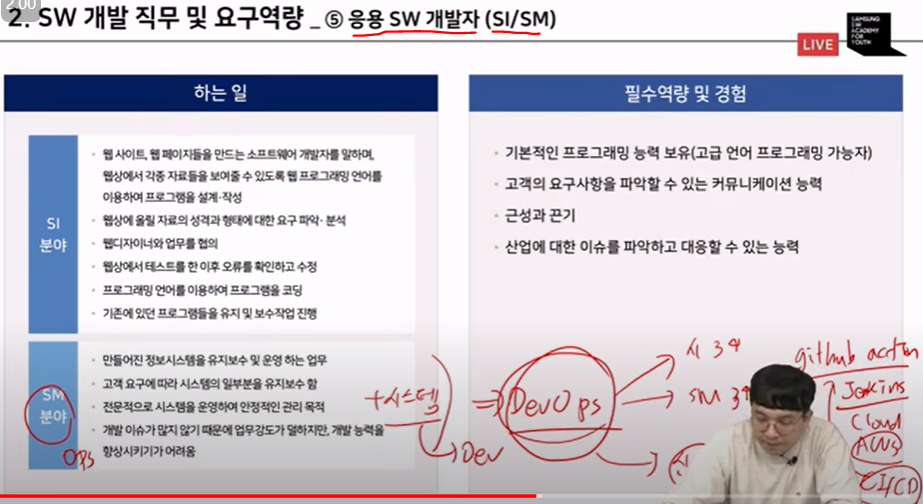 2.00
2. SW 개발 직무 및 요구역량 _ ⑤ 응용 SW 개발자 (SI/SM)
LIVE
SAMSUNG
SW
ACADEMY
FOR
YOUTH
하는 일
SI
분야
• 웹 사이트, 웹 페이지들을 만드는 소프트웨어 개발자를 말하며,
웹상에서 각종 자료들을 보여줄 수 있도록 웹 프로그래밍 언어를
이용하여 프로그램을 설계·작성
• 웹상에 올릴 자료의 성격과 형태에 대한 요구 파악·분석
• 웹디자이너와 업무를 협의
• 웹상에서 테스트를 한 이후 오류를 확인하고 수정
• 프로그래밍 언어를 이용하여 프로그램을 코딩
• 기존에 있던 프로그램들을 유지 및 보수작업 진행
SM
분야
• 만들어진 정보시스템을 유지보수 및 운영 하는 업무
• 고객 요구에 따라 시스템의 일부분을 유지보수 함
• 전문적으로 시스템을 운영하여 안정적인 관리 목적
• 개발 이슈가 많지 않기 때문에 업무강도가 덜하지만, 개발 능력을
향상시키기가 어려움
OPS
+시스템
Dev
필수역량 및 경험
• 기본적인 프로그래밍 능력 보유(고급 언어 프로그래밍 가능자)
• 고객의 요구사항을 파악할 수 있는 커뮤니케이션 능력
• 근성과 끈기
• 산업에 대한 이슈를 파악하고 대응할 수 있는 능력
DevOps
SM
github action
Jenkins
Cloud
AWS
CI/CD